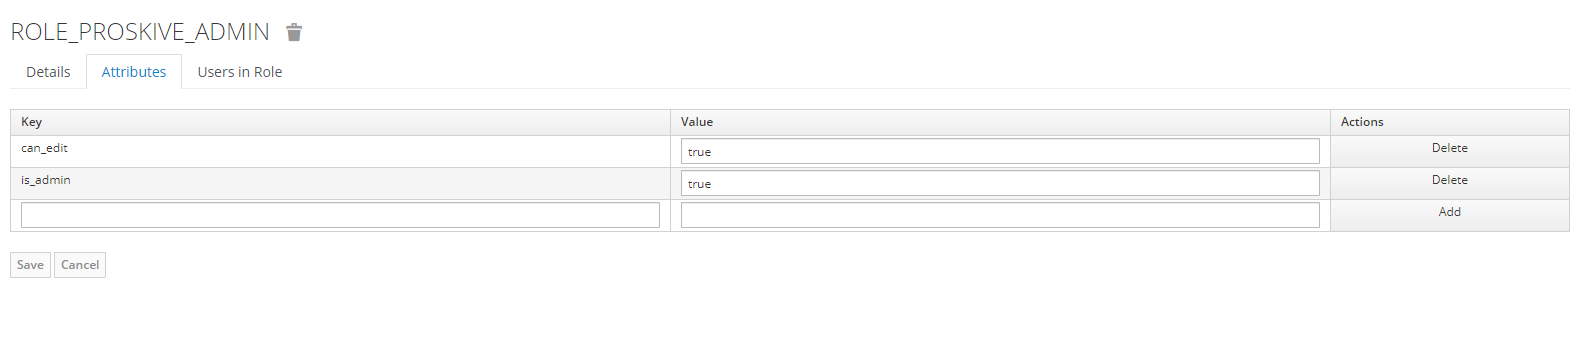 ROLE_PROSKIVE_ADMIN
Details Attributes Users in Role
Key Value Actions
can_edit true Delete
is_admin true Delete
Add
Save Cancel